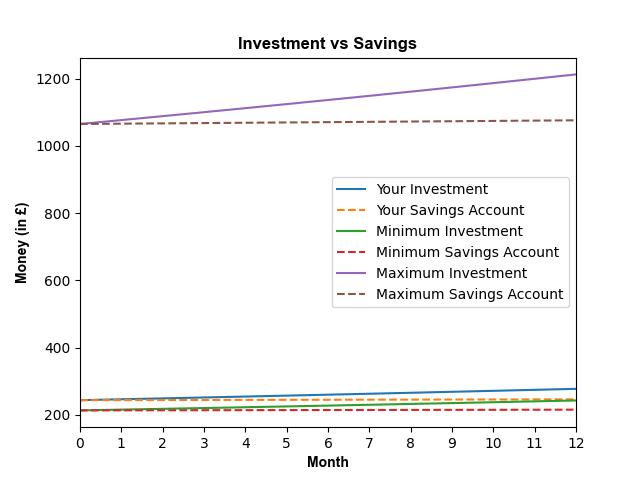 Investment vs Savings
Money (in £)
1200
1000
800
600
400
200
Your Investment
Your Savings Account
Minimum Investment
Minimum Savings Account
Maximum Investment
Maximum Savings Account
0 1 2 3 4 5 6 7 8 9 10 11 12
Month